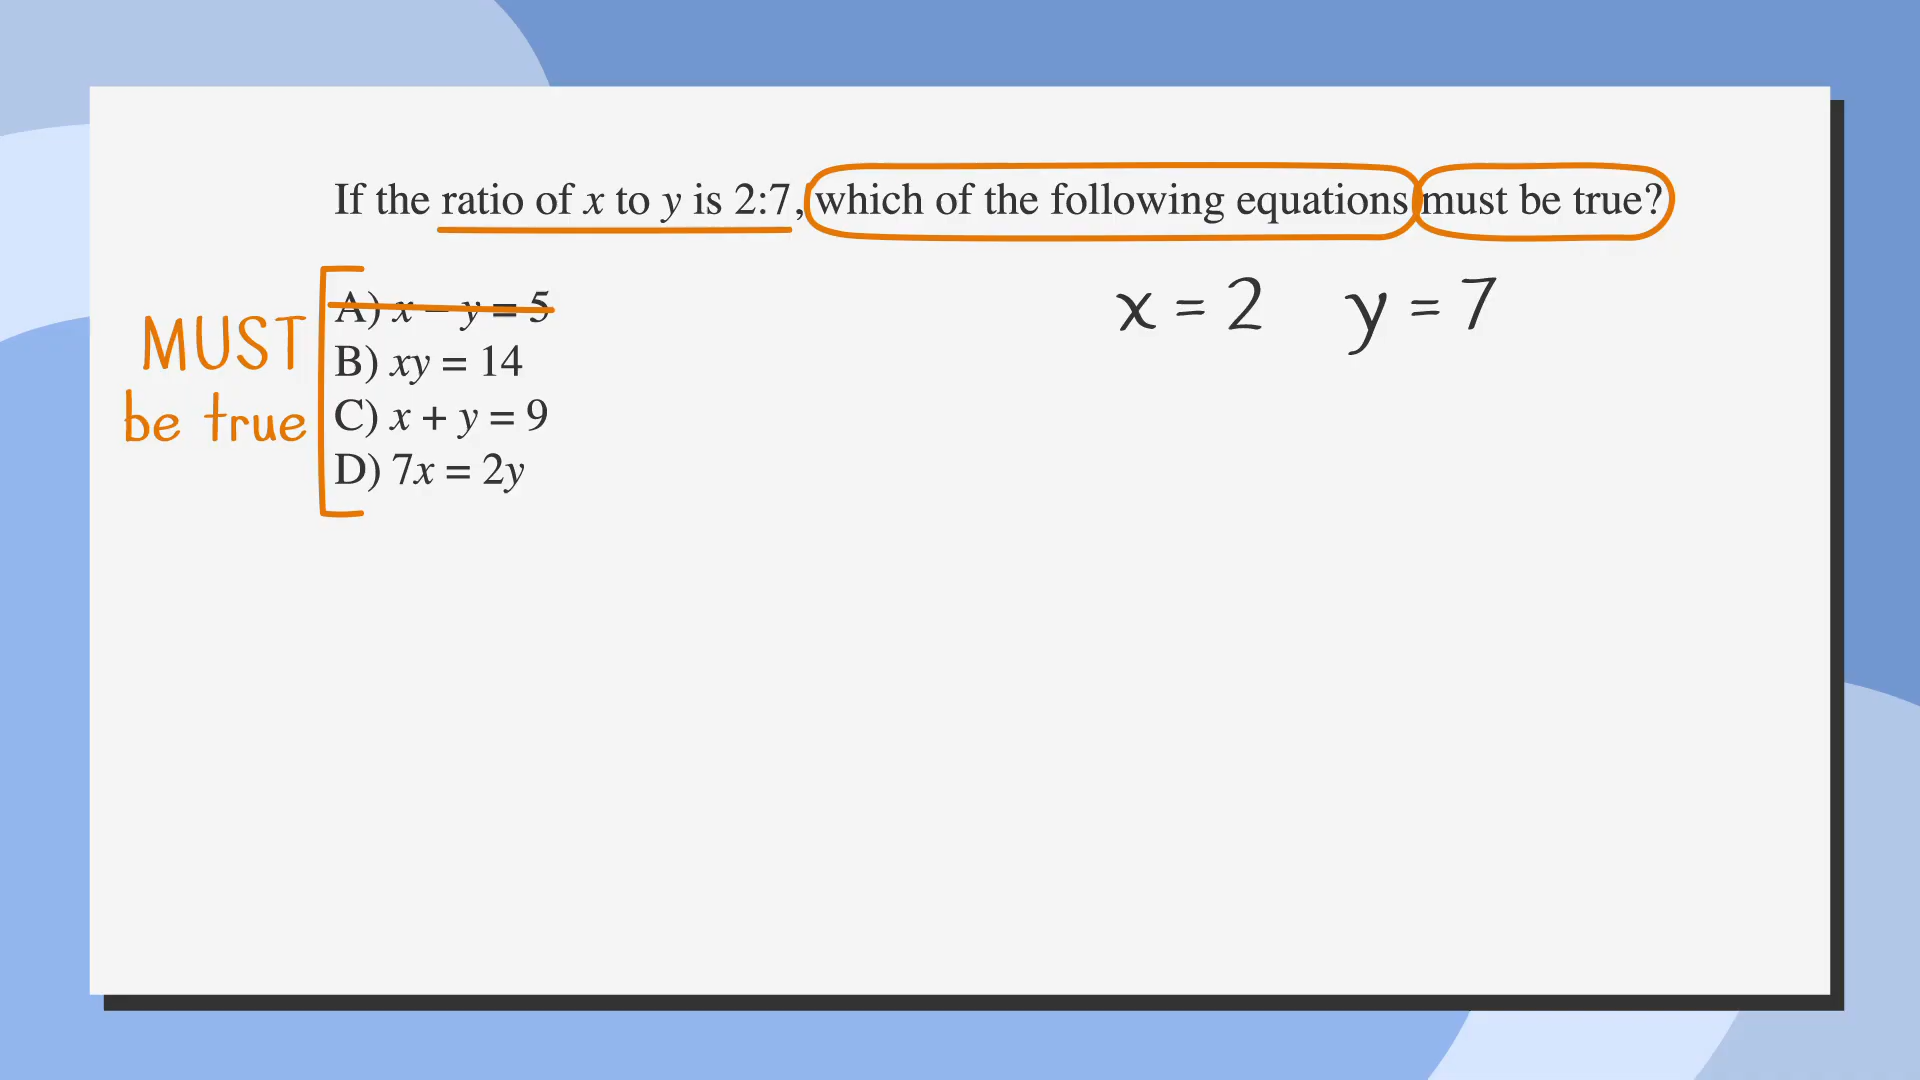 If the ratio of x to y is 2:7, which of the following equations must be true?
A) x − y = 5
B) xy = 14
C) x + y = 9
D) 7x = 2y
MUST
be true
x = 2 y = 7